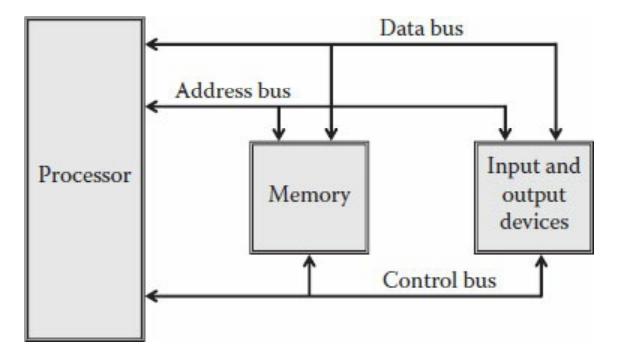 Data bus
Address bus
Processor
Memory
Input and
output
devices
Control bus